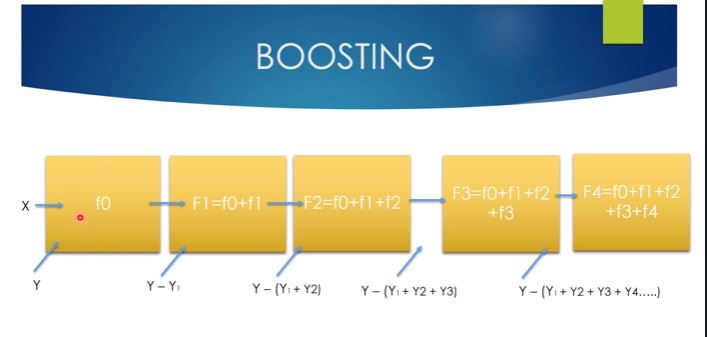 BOOSTING
X
f0
F1=f0+f1
F2=f0+f1+f2
F3=f0+f1+f2
+f3
F4=f0+f1+f2
+f3+f4
Y
Y – Y1
Y – (Y1 + Y2)
Y – (Y1 + Y2 + Y3)
Y – (Y1 + Y2 + Y3 + Y4.....)